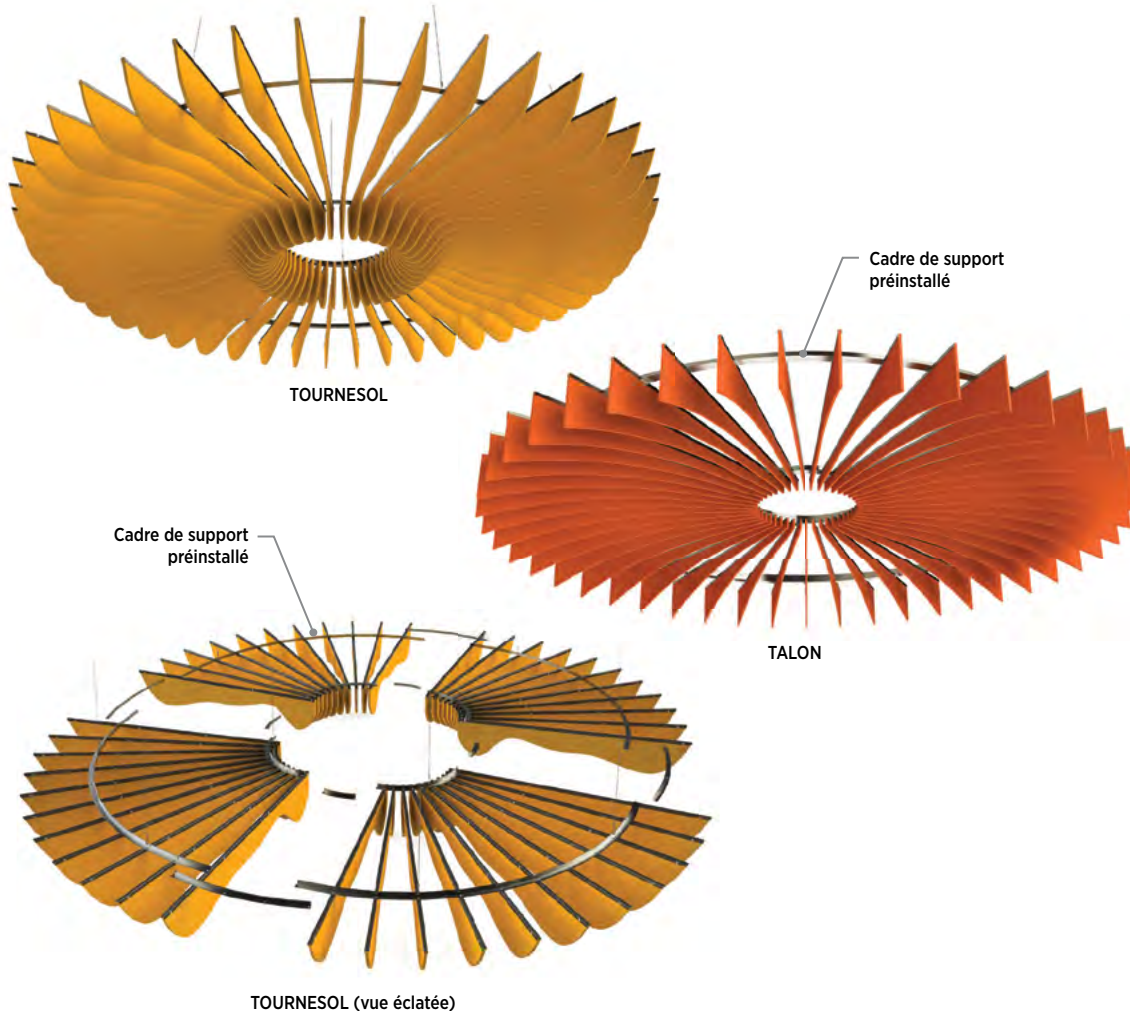 TOURNESOL
Cadre de support
préinstallé
TALON
Cadre de support
préinstallé
TOURNESOL (vue éclatée)